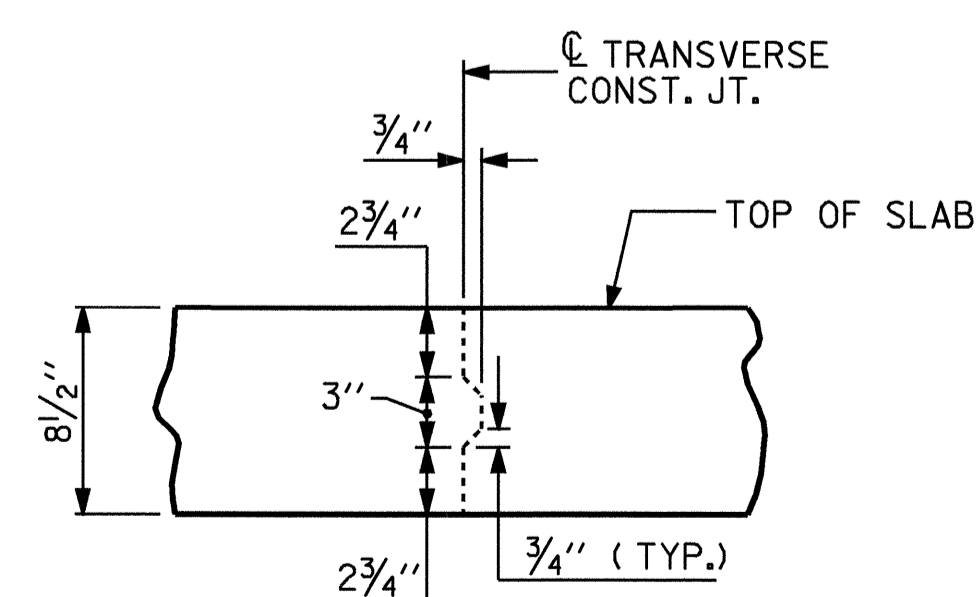 ℄ TRANSVERSE
CONST. JT.
3/4"
2 3/4"
TOP OF SLAB
8 1/2"
3"
3/4" (TYP.)
2 3/4"